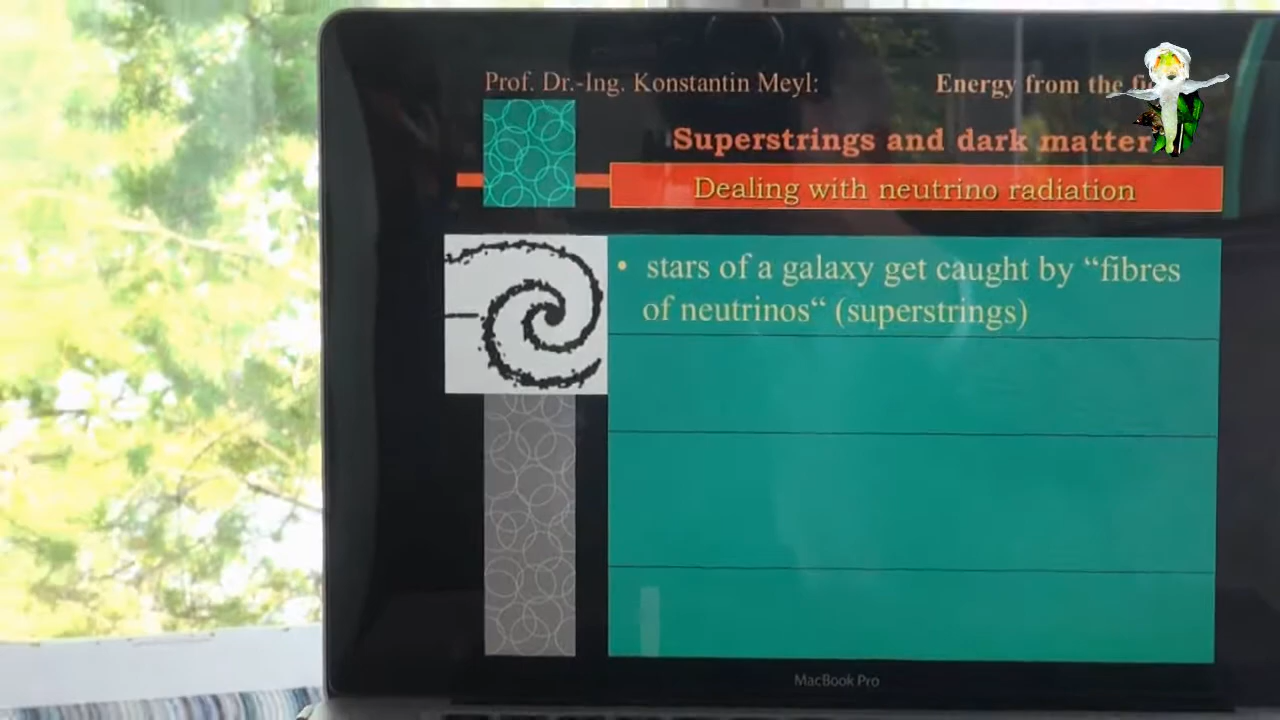 Prof. Dr.-Ing. Konstantin Meyl:
Energy from the
Superstrings and dark matter
Dealing with neutrino radiation
• stars of a galaxy get caught by “fibres
of neutrinos“ (superstrings)
MacBook Pro